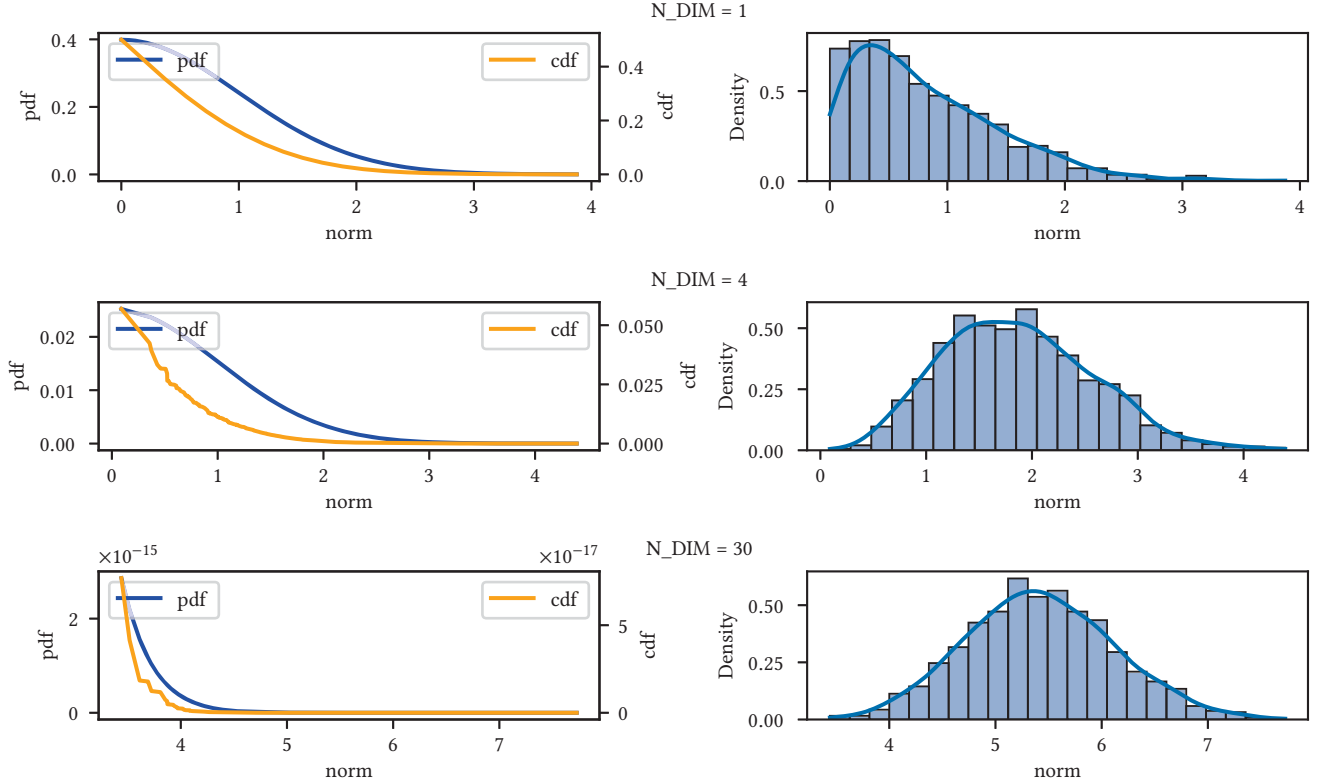 N_DIM = 1
0.4
0.2
0.0
pdf
pdf
cdf
0.4
0.2
0.0
cdf
0 1 2 3 4
norm
0.5
0.0
Density
0 1 2 3 4
norm
N_DIM = 4
0.02
0.01
0.00
pdf
pdf
cdf
0.050
0.025
0.000
cdf
0 1 2 3 4
norm
0.50
0.25
0.00
Density
0 1 2 3 4
norm
N_DIM = 30
×10⁻¹⁵
×10⁻¹⁷
2
0
pdf
pdf
cdf
5
0
cdf
4 5 6 7
norm
0.50
0.25
0.00
Density
4 5 6 7
norm